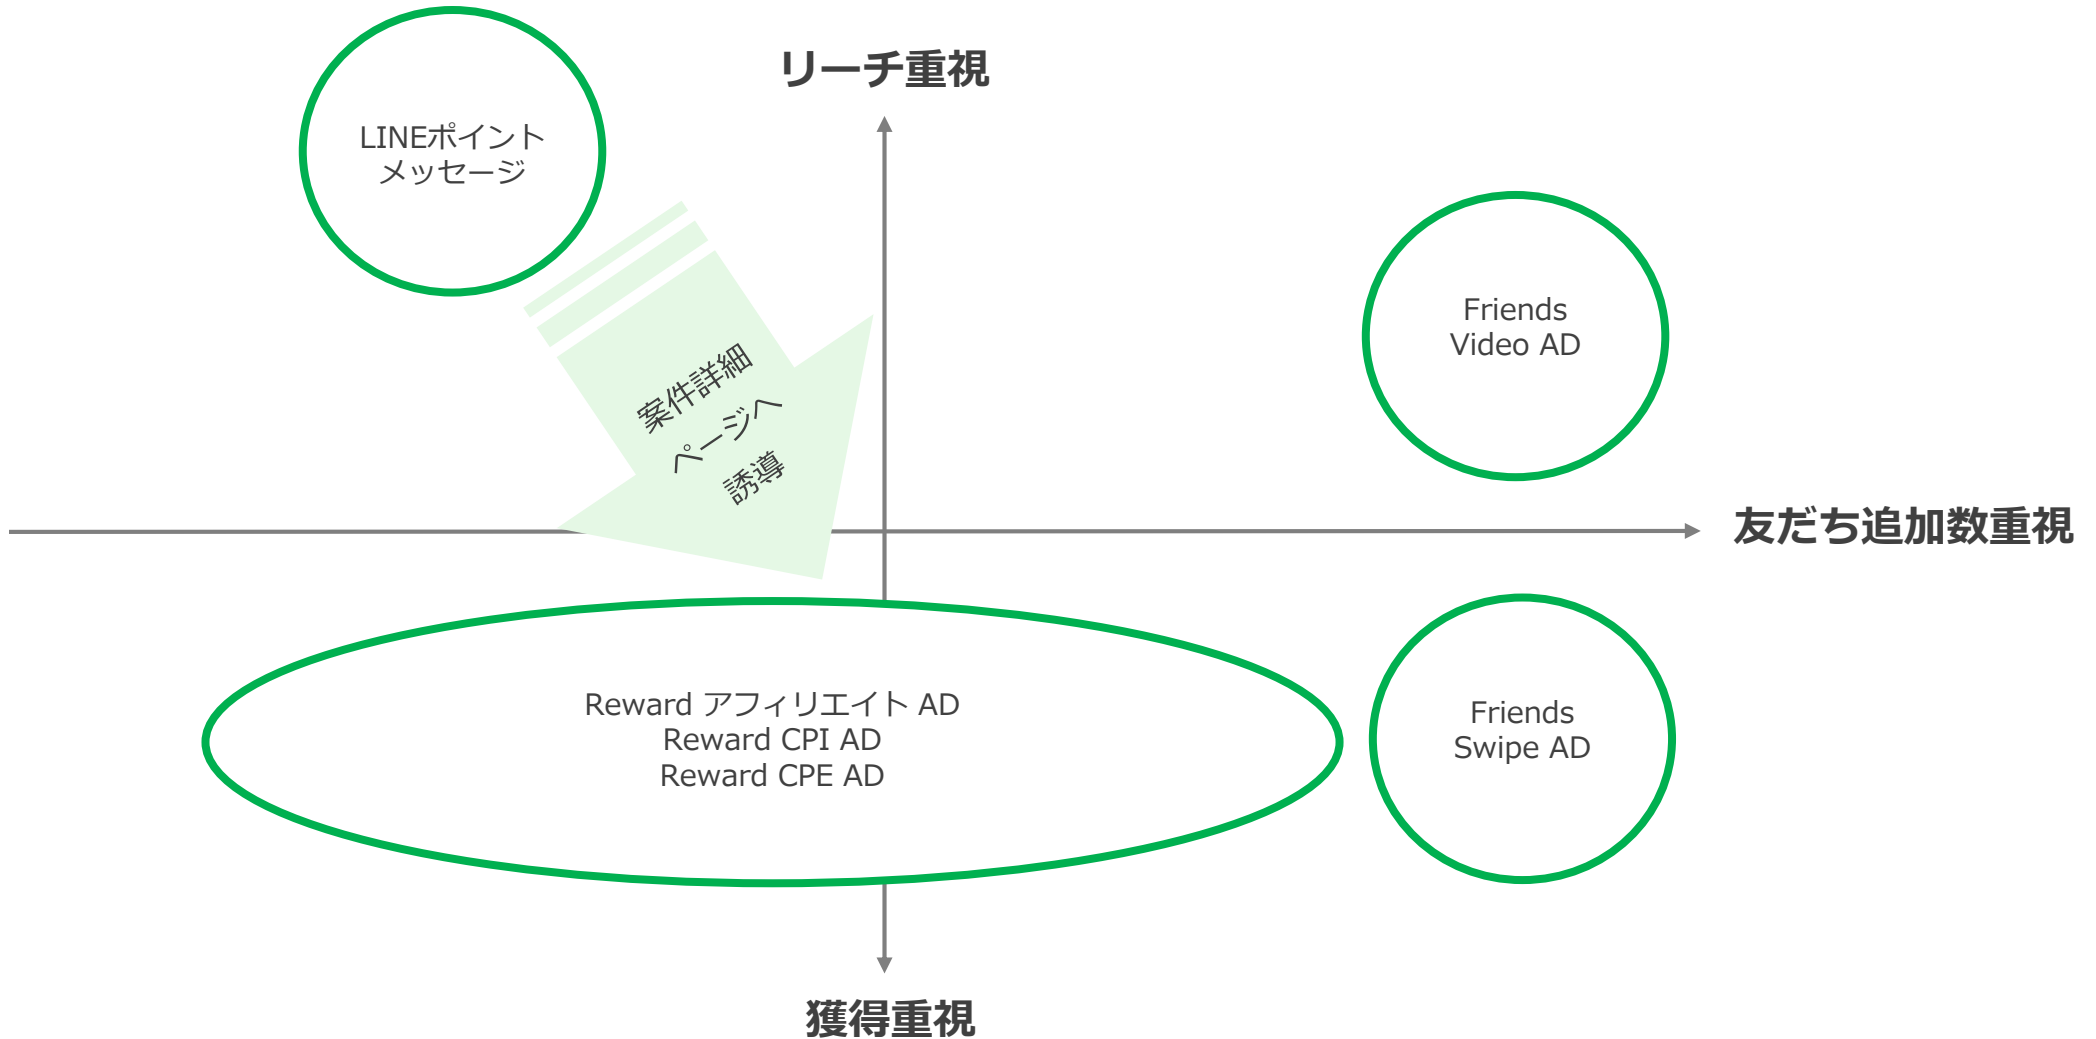 リーチ重視
LINEポイント
メッセージ
Friends
Video AD
案件詳細
ページへ
誘導
友だち追加数重視
Reward アフィリエイト AD
Reward CPI AD
Reward CPE AD
Friends
Swipe AD
獲得重視